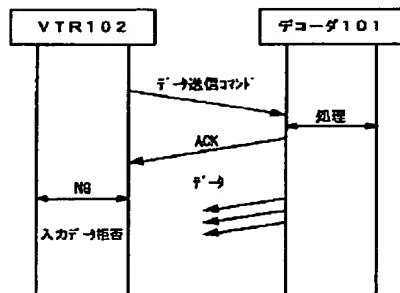 VTR102
デコーダ101
データ送信コマンド
処理
ACK
NG
データ
入力データ拒否